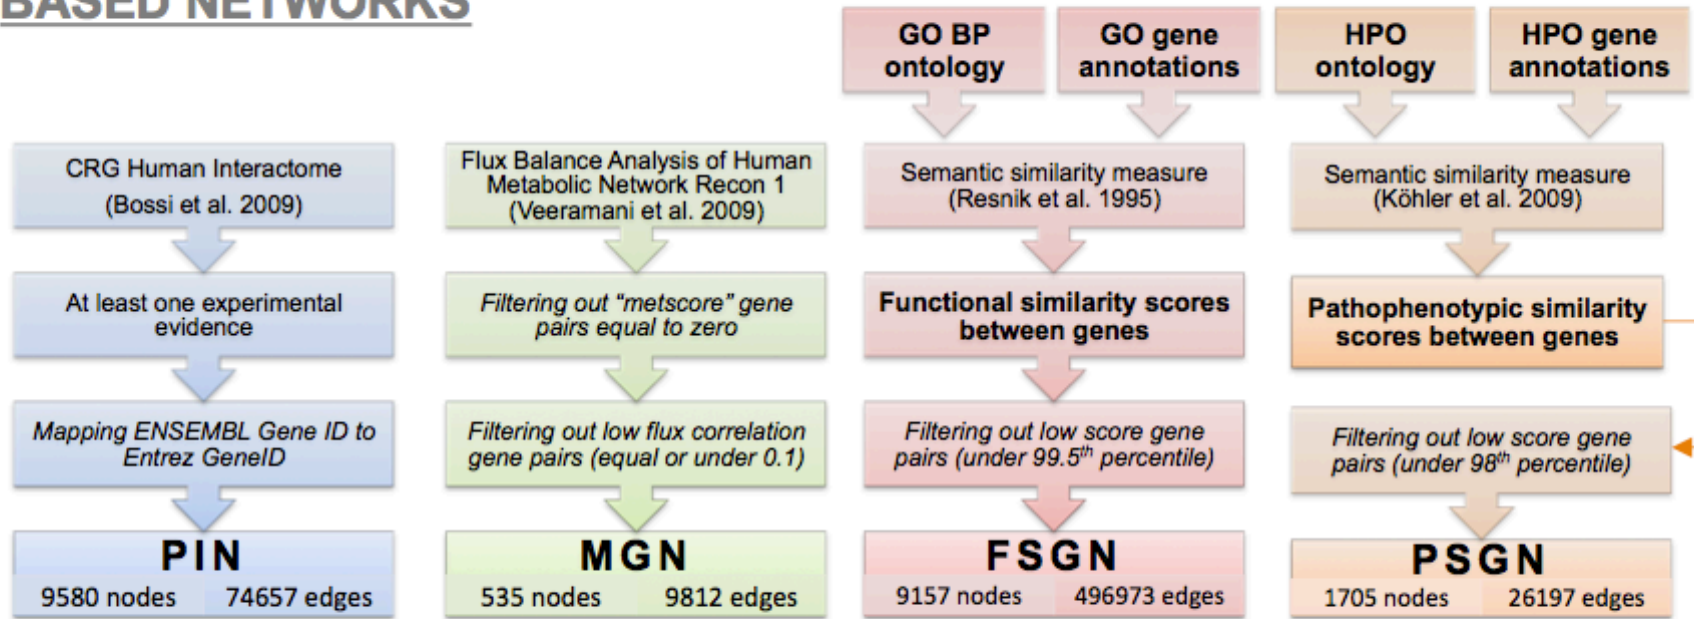 BASED NETWORKS
GO BP
ontology
GO gene
annotations
HPO
ontology
HPO gene
annotations
CRG Human Interactome
(Bossi et al. 2009)
Flux Balance Analysis of Human
Metabolic Network Recon 1
(Veeramani et al. 2009)
Semantic similarity measure
(Resnik et al. 1995)
Semantic similarity measure
(Köhler et al. 2009)
At least one experimental
evidence
Filtering out “metscore” gene
pairs equal to zero
Functional similarity scores
between genes
Pathophenotypic similarity
scores between genes
Mapping ENSEMBL Gene ID to
Entrez GeneID
Filtering out low flux correlation
gene pairs (equal or under 0.1)
Filtering out low score gene
pairs (under 99.5th percentile)
Filtering out low score gene
pairs (under 98th percentile)
PIN
9580 nodes 74657 edges
MGN
535 nodes 9812 edges
FSGN
9157 nodes 496973 edges
PSGN
1705 nodes 26197 edges